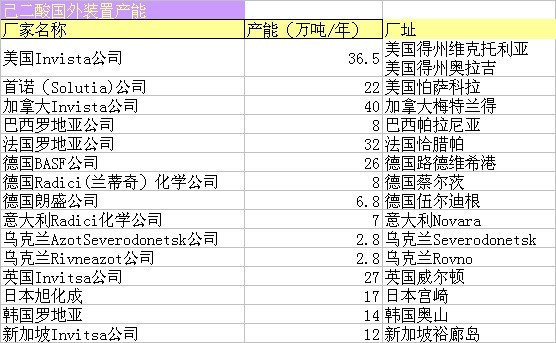 己二酸国外装置产能
厂家名称 产能（万吨/年） 厂址
美国Invista公司 36.5 美国得州维克托利亚
美国得州奥拉吉
首诺（Solutia)公司 22 美国怕萨科拉
加拿大Invista公司 40 加拿大梅特兰得
巴西罗地亚公司 8 巴西帕拉尼亚
法国罗地亚公司 32 法国恰腊帕
德国BASF公司 26 德国路德维希港
德国Radici(兰蒂奇）化学公司 8 德国蔡尔茨
德国朗盛公司 6.8 德国伍尔迪根
意大利Radici化学公司 7 意大利Novara
乌克兰AzotSeverodonetsk公司 2.8 乌克兰Severodonetsk
乌克兰Rivneazot公司 2.8 乌克兰Rovno
英国Invitsa公司 27 英国威尔顿
日本旭化成 17 日本宫崎
韩国罗地亚 14 韩国奥山
新加坡Invitsa公司 12 新加坡裕廊岛